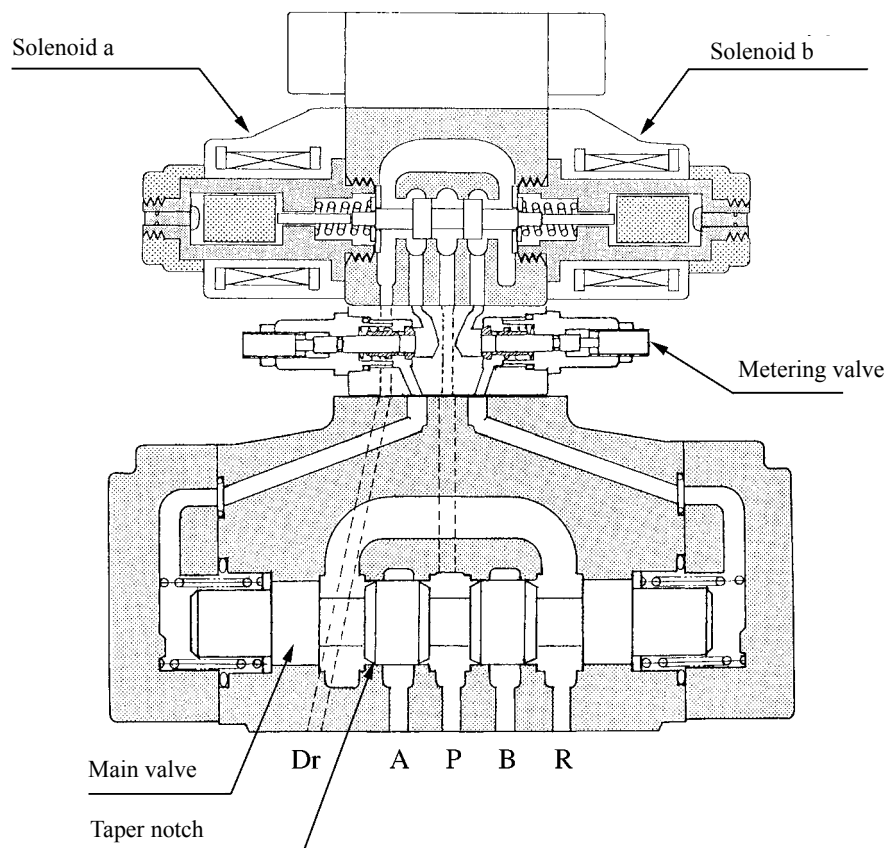 Solenoid a
Solenoid b
Metering valve
Dr A P B R
Main valve
Taper notch